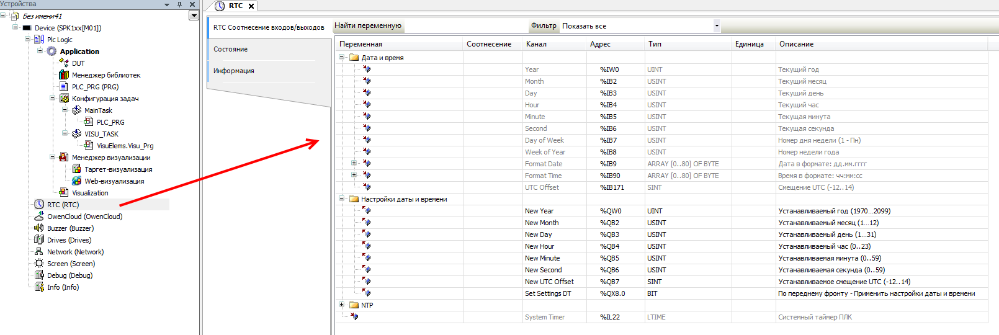 Устройства
Без имени41
Device (SPK1xx[M01])
Plc Logic
Application
DUT
Менеджер библиотек
PLC_PRG (PRG)
Конфигурация задач
MainTask
PLC_PRG
VISU_TASK
VisuElems.Visu_Prg
Менеджер визуализации
Таргет-визуализация
Web-визуализация
Visualization
RTC (RTC)
OwenCloud (OwenCloud)
Buzzer (Buzzer)
Drives (Drives)
Network (Network)
Screen (Screen)
Debug (Debug)
Info (Info)
RTC
RTC Соотнесение входов/выходов
Состояние
Информация
Найти переменную Фильтр Показать все
Переменная Соотнесение Канал Адрес Тип Единица Описание
Дата и время
Year %IW0 UINT Текущий год
Month %IB2 USINT Текущий месяц
Day %IB3 USINT Текущий день
Hour %IB4 USINT Текущий час
Minute %IB5 USINT Текущая минута
Second %IB6 USINT Текущая секунда
Day of Week %IB7 USINT Номер дня недели (1 - Пн)
Week of Year %IB8 USINT Номер недели года
Format Date %IB9 ARRAY [0..80] OF BYTE Дата в формате: дд.мм.гггг
Format Time %IB90 ARRAY [0..80] OF BYTE Время в формате: чч:мм:сс
UTC Offset %IB171 SINT Смещение UTC (-12..14)
Настройки даты и времени
New Year %QW0 UINT Устанавливаемый год (1970...2099)
New Month %QB2 USINT Устанавливаемый месяц (1...12)
New Day %QB3 USINT Устанавливаемый день (1...31)
New Hour %QB4 USINT Устанавливаемый час (0..23)
New Minute %QB5 USINT Устанавливаемая минута (0..59)
New Second %QB6 USINT Устанавливаемая секунда (0..59)
New UTC Offset %QB7 SINT Устанавливаемое смещение UTC (-12..14)
Set Settings DT %QX8.0 BIT По переднему фронту - Применить настройки даты и времени
NTP
System Timer %IL22 LTIME Системный таймер ПЛК